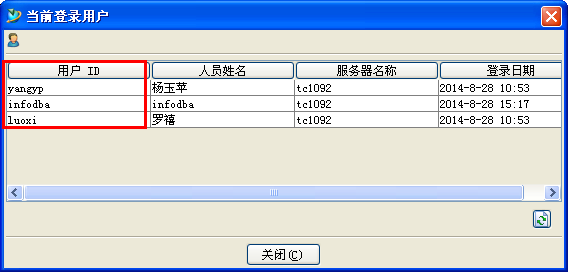 当前登录用户
用户 ID 人员姓名 服务器名称 登录日期
yangyp 杨玉苹 tc1092 2014-8-28 10:53
infodba infodba tc1092 2014-8-28 15:17
luoxi 罗禧 tc1092 2014-8-28 10:53
关闭(C)